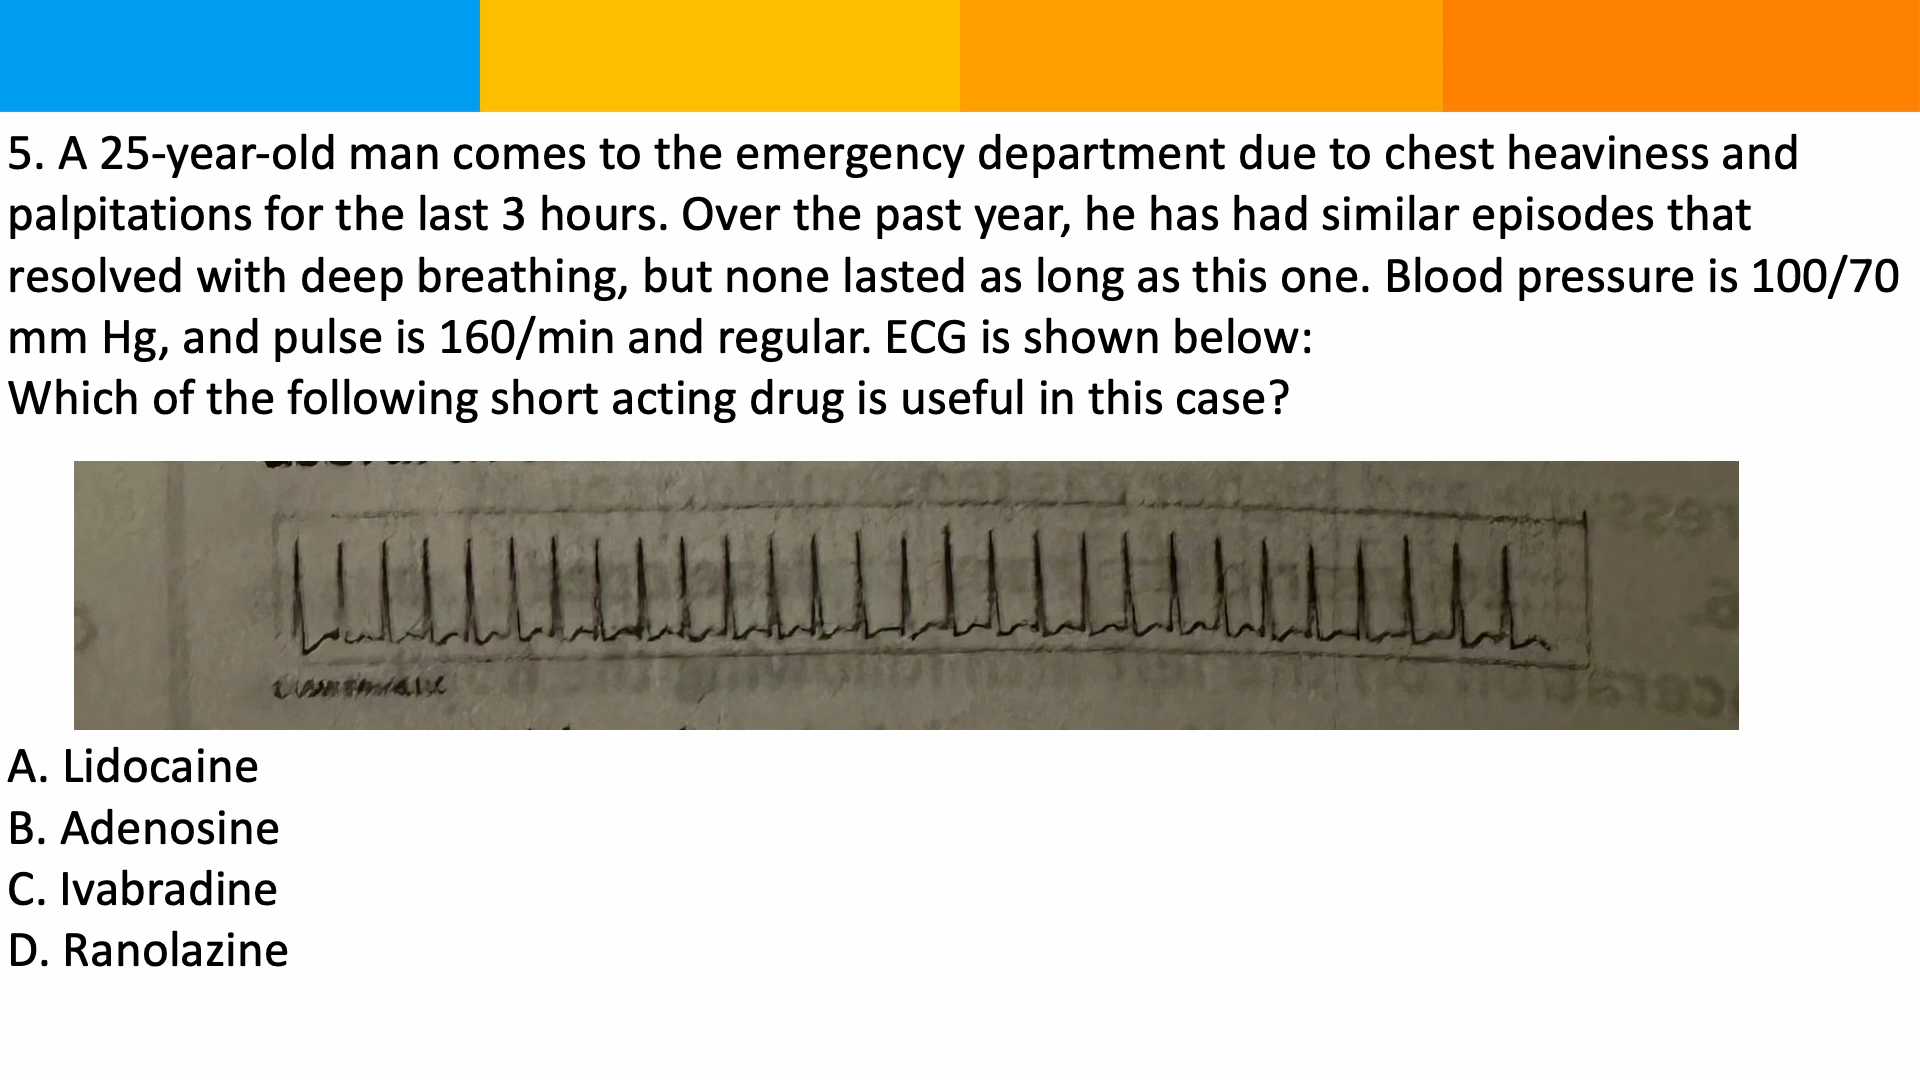 5. A 25-year-old man comes to the emergency department due to chest heaviness and
palpitations for the last 3 hours. Over the past year, he has had similar episodes that
resolved with deep breathing, but none lasted as long as this one. Blood pressure is 100/70
mm Hg, and pulse is 160/min and regular. ECG is shown below:
Which of the following short acting drug is useful in this case?
A. Lidocaine
B. Adenosine
C. Ivabradine
D. Ranolazine